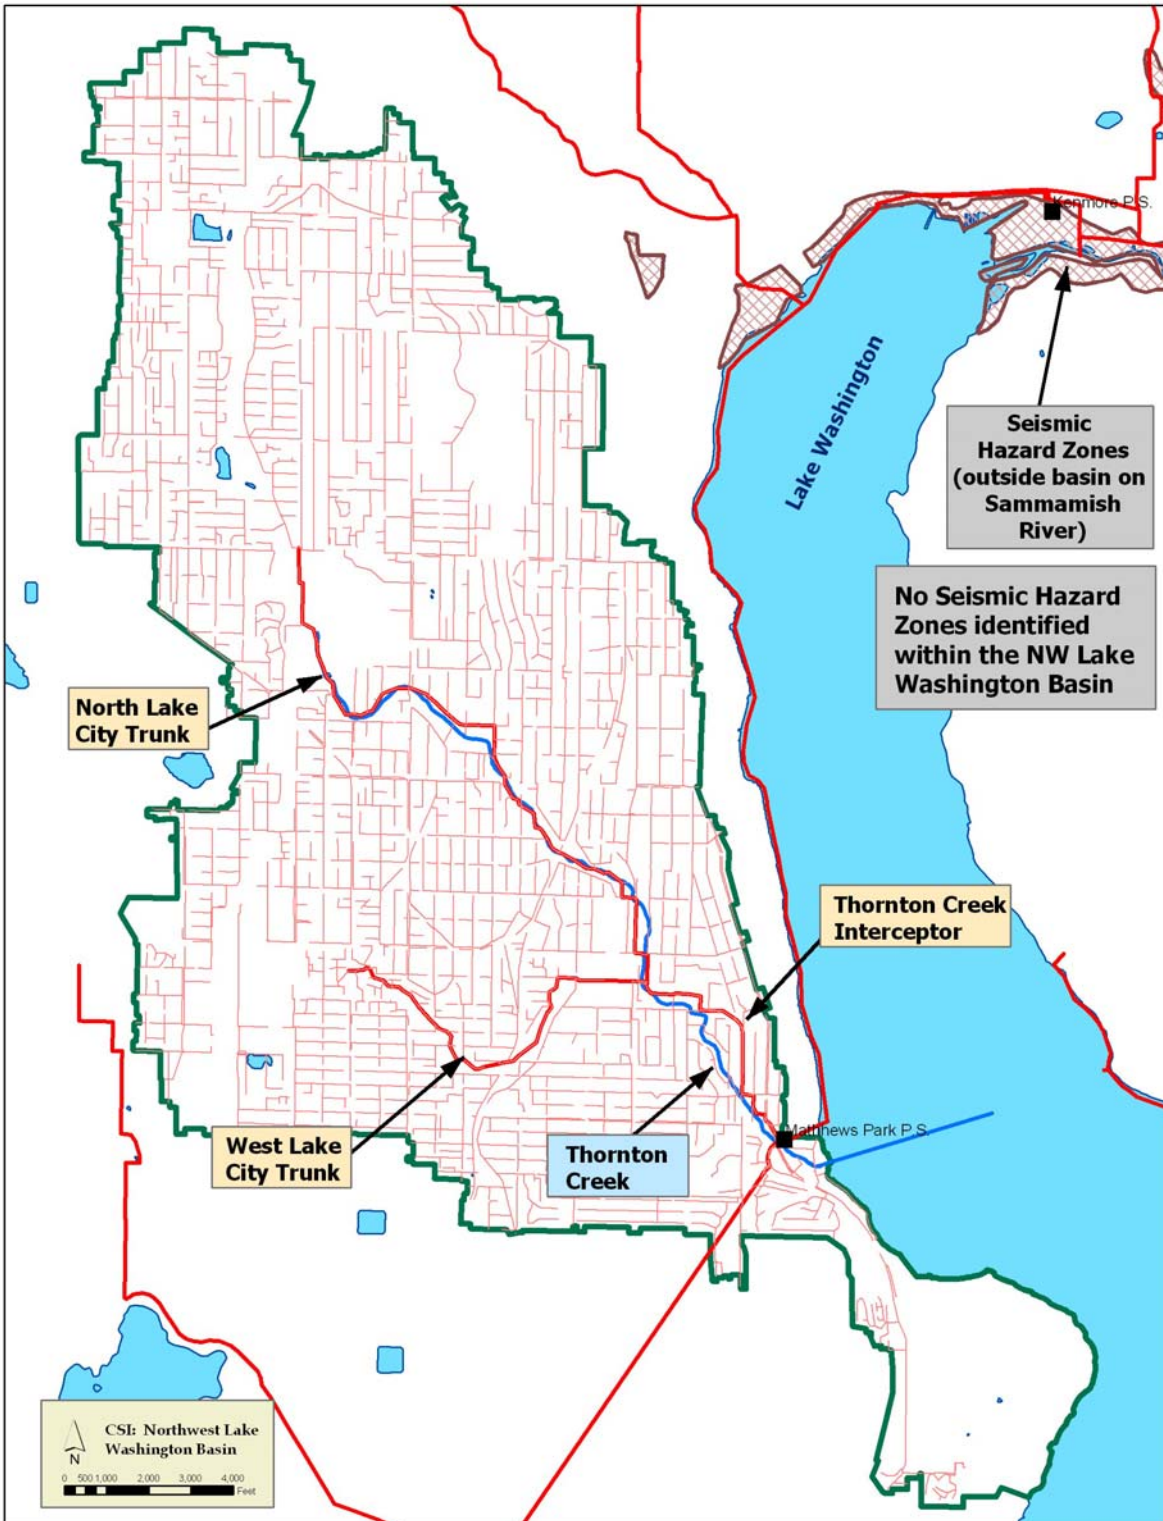 Kenmore P.S.
Lake Washington
Seismic
Hazard Zones
(outside basin on
Sammamish
River)
No Seismic Hazard
Zones identified
within the NW Lake
Washington Basin
North Lake
City Trunk
Thornton Creek
Interceptor
West Lake
City Trunk
Thornton
Creek
Mathnews Park P.S.
CSI: Northwest Lake
Washington Basin
N
0 500 1,000 2,000 3,000 4,000
Feet